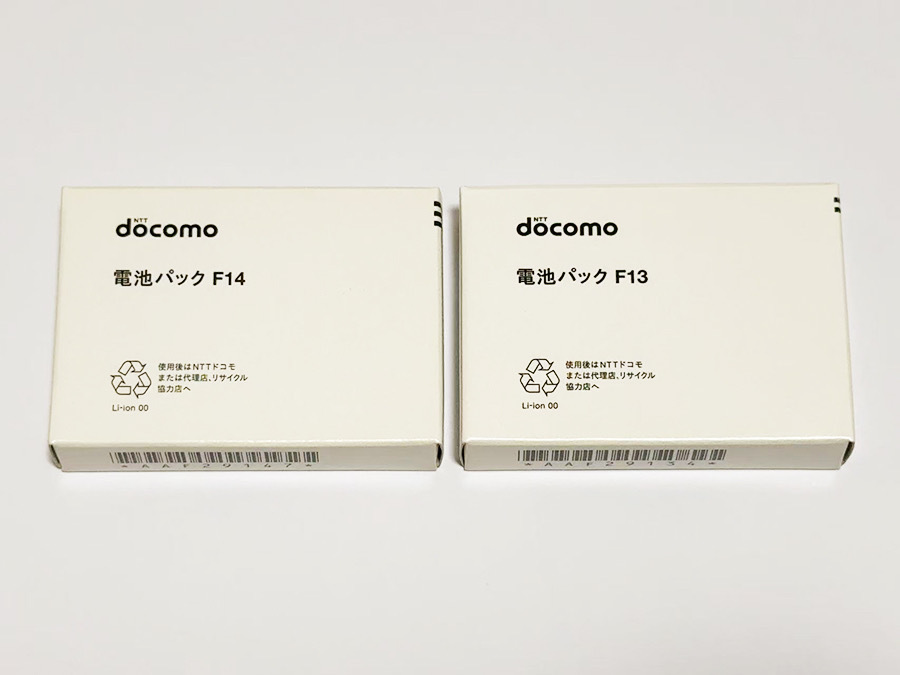 NTT
docomo
電池パック F14
使用後はNTTドコモ
または代理店、リサイクル
協力店へ
Li-ion 00
*AAF29147*
NTT
docomo
電池パック F13
使用後はNTTドコモ
または代理店、リサイクル
協力店へ
Li-ion 00
*AAF29134*